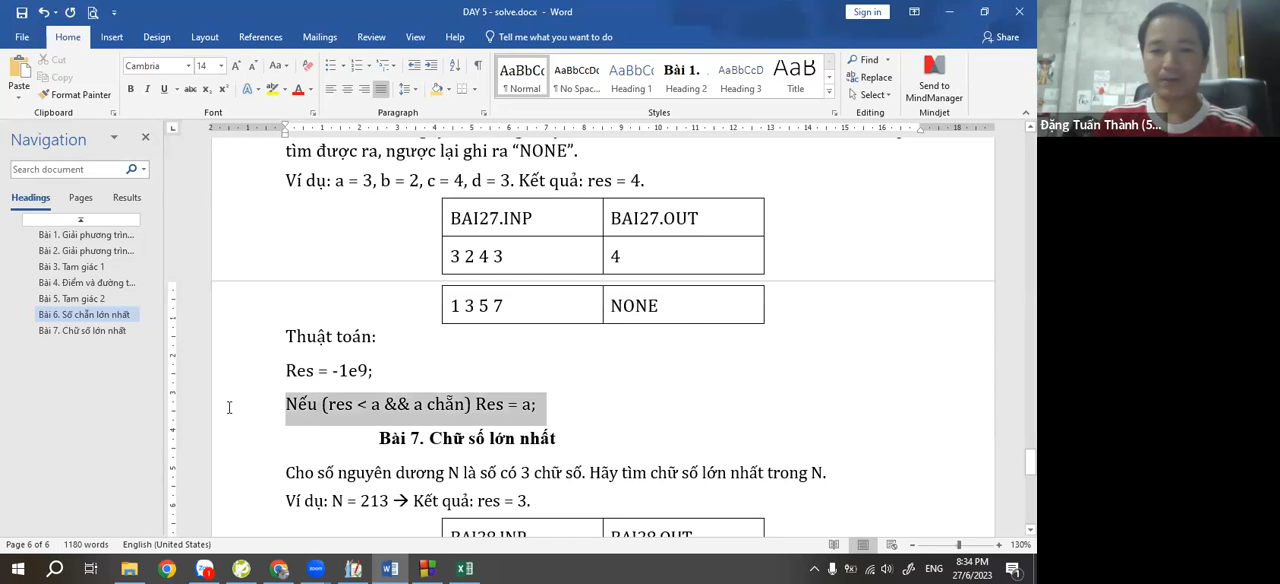 DAY 5 - solve.docx - Word
Sign in
File Home Insert Design Layout References Mailings Review View Help Tell me what you want to do Share
Paste Cut Copy Format Painter Clipboard
Cambria 14 Font
Paragraph
AaBbCc ¶ Normal
AaBbCcDc ¶ No Spac...
AaBbC Heading 1
Bài 1. Heading 2
AaBbCcD Heading 3
AaB Title
Styles
Find Replace Select Editing
Send to MindManager Mindjet
Đặng Tuấn Thành (5...
Navigation
Search document
Headings Pages Results
Bài 1. Giải phương trìn...
Bài 2. Giải phương trìn...
Bài 3. Tam giác 1
Bài 4. Điểm và đường t...
Bài 5. Tam giác 2
Bài 6. Số chẵn lớn nhất
Bài 7. Chữ số lớn nhất
tìm được ra, ngược lại ghi ra “NONE”.
Ví dụ: a = 3, b = 2, c = 4, d = 3. Kết quả: res = 4.
BAI27.INP BAI27.OUT
3 2 4 3 4
1 3 5 7 NONE
Thuật toán:
Res = -1e9;
Nếu (res < a && a chẵn) Res = a;
Bài 7. Chữ số lớn nhất
Cho số nguyên dương N là số có 3 chữ số. Hãy tìm chữ số lớn nhất trong N.
Ví dụ: N = 213 → Kết quả: res = 3.
BAI28.INP BAI28.OUT
Page 6 of 6 1180 words English (United States) 130%
ENG 8:34 PM
27/6/2023